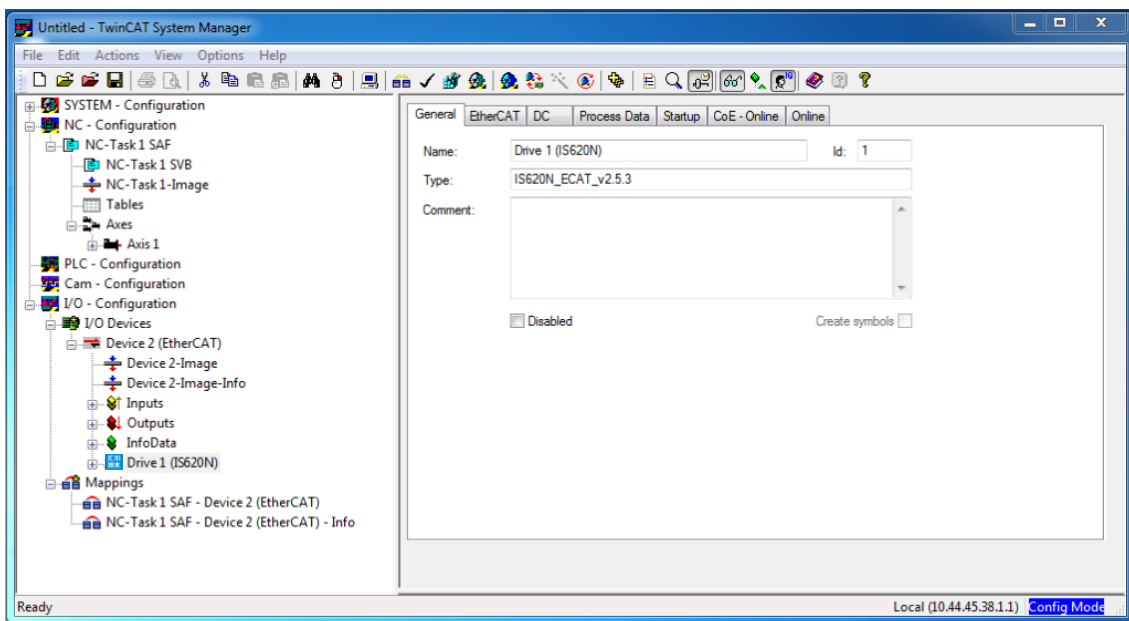 Untitled - TwinCAT System Manager
File Edit Actions View Options Help
SYSTEM - Configuration
NC - Configuration
NC-Task 1 SAF
NC-Task 1 SVB
NC-Task 1-Image
Tables
Axes
Axis 1
PLC - Configuration
Cam - Configuration
I/O - Configuration
I/O Devices
Device 2 (EtherCAT)
Device 2-Image
Device 2-Image-Info
Inputs
Outputs
InfoData
Drive 1 (IS620N)
Mappings
NC-Task 1 SAF - Device 2 (EtherCAT)
NC-Task 1 SAF - Device 2 (EtherCAT) - Info
General EtherCAT DC Process Data Startup CoE - Online Online
Name: Drive 1 (IS620N) Id: 1
Type: IS620N_ECAT_v2.5.3
Comment:
Disabled Create symbols
Ready Local (10.44.45.38.1.1) Config Mode